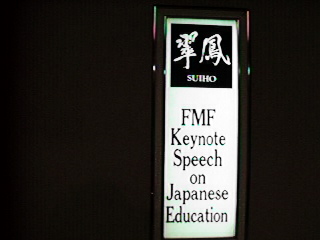 翠鳳
SUIHO
FMF
Keynote
Speech
on
Japanese
Education